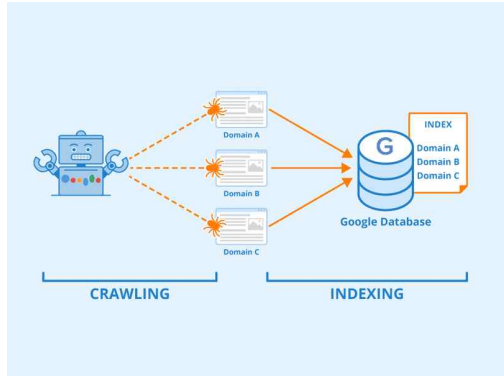 Domain A
Domain B
Domain C
G
INDEX
Domain A
Domain B
Domain C
Google Database
CRAWLING
INDEXING